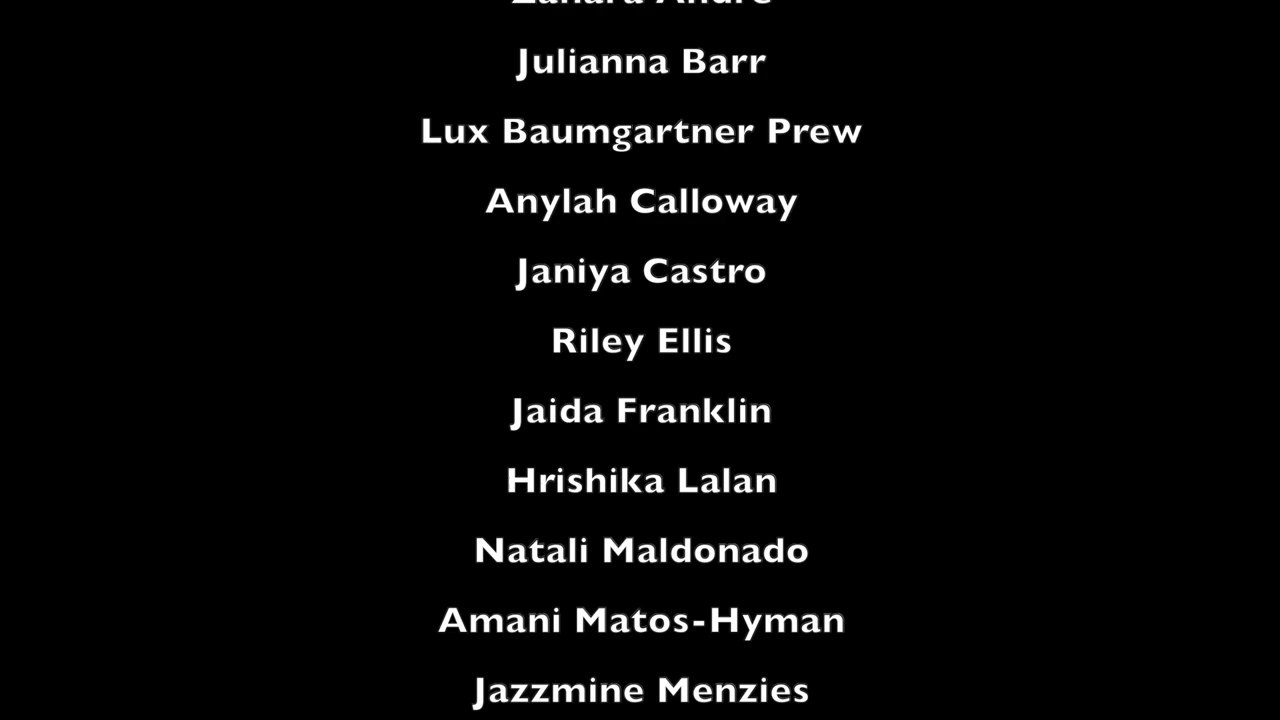 Julianna Barr
Lux Baumgartner Prew
Anylah Calloway
Janiya Castro
Riley Ellis
Jaida Franklin
Hrishika Lalan
Natali Maldonado
Amani Matos-Hyman
Jazzmine Menzies